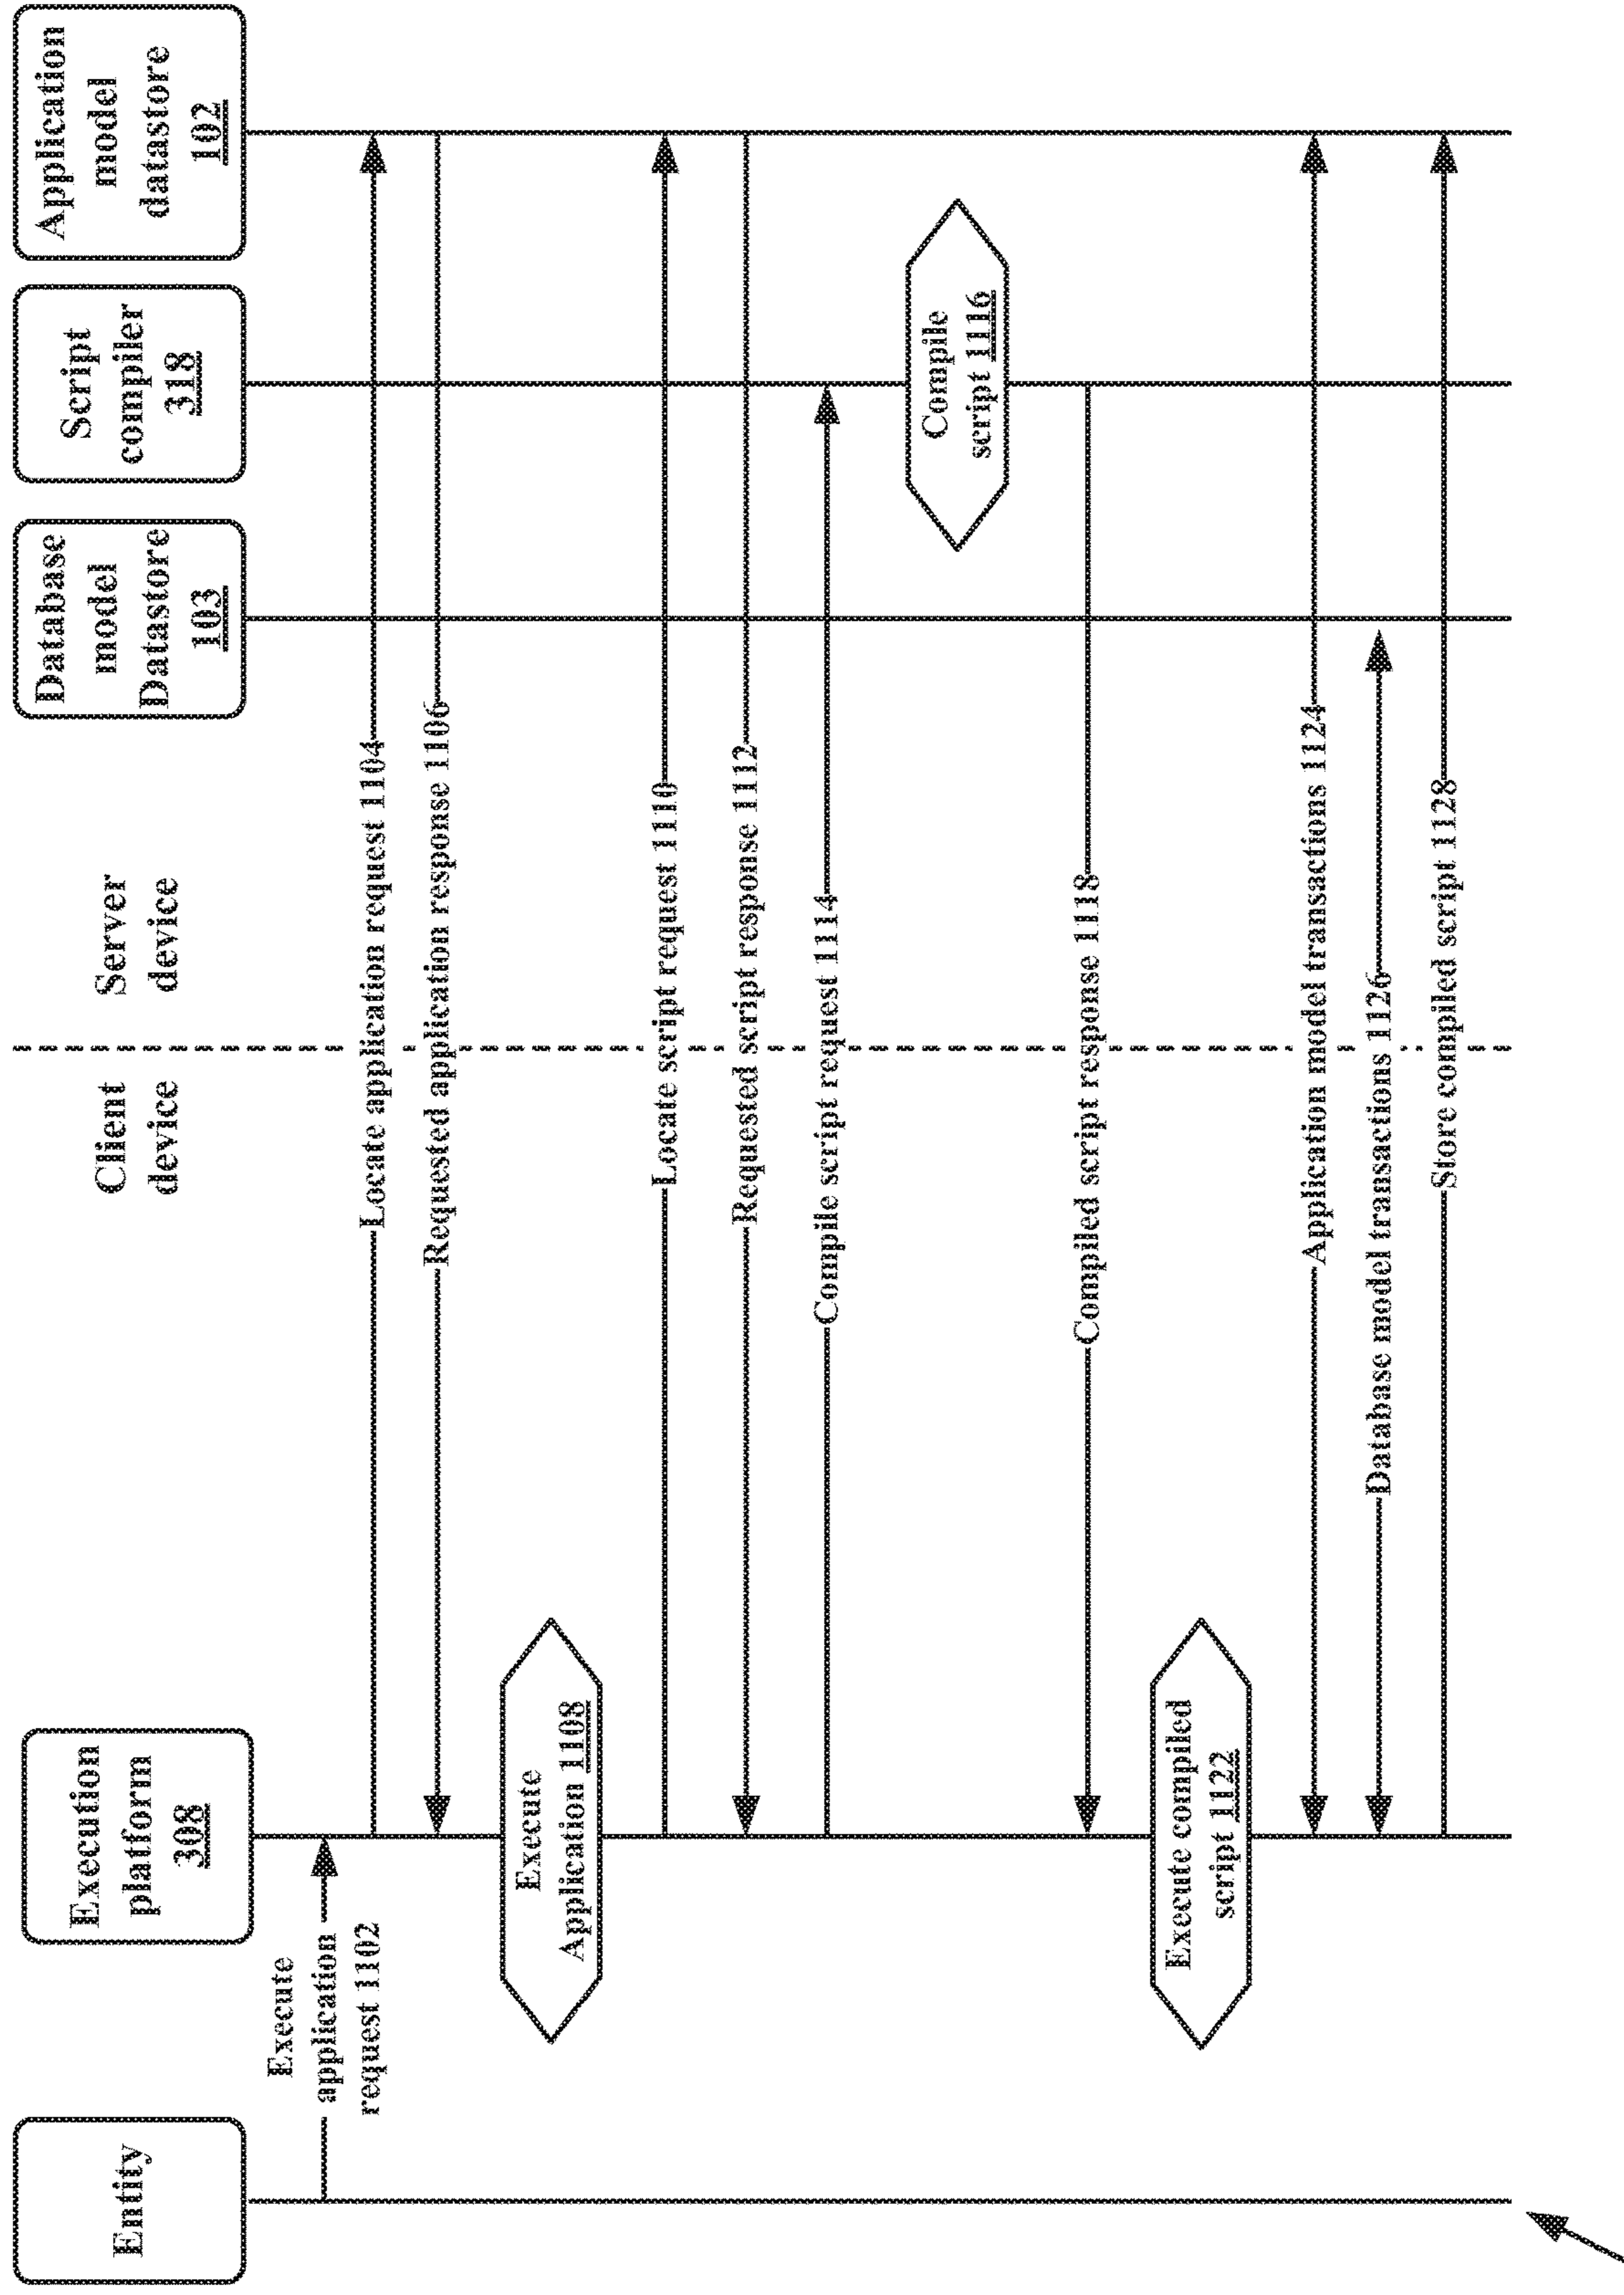 Entity
Execution
platform
308
Client
device
Server
device
Database
model
Datastore
103
Script
compiler
318
Application
model
datastore
102
Execute
application
request 1102
Locate application request 1104
Requested application response 1106
Execute
Application 1108
Locate script request 1110
Requested script response 1112
Compile script request 1114
Compile
script 1116
Compiled script response 1118
Execute compiled
script 1122
Application model transactions 1124
Database model transactions 1126
Store compiled script 1128